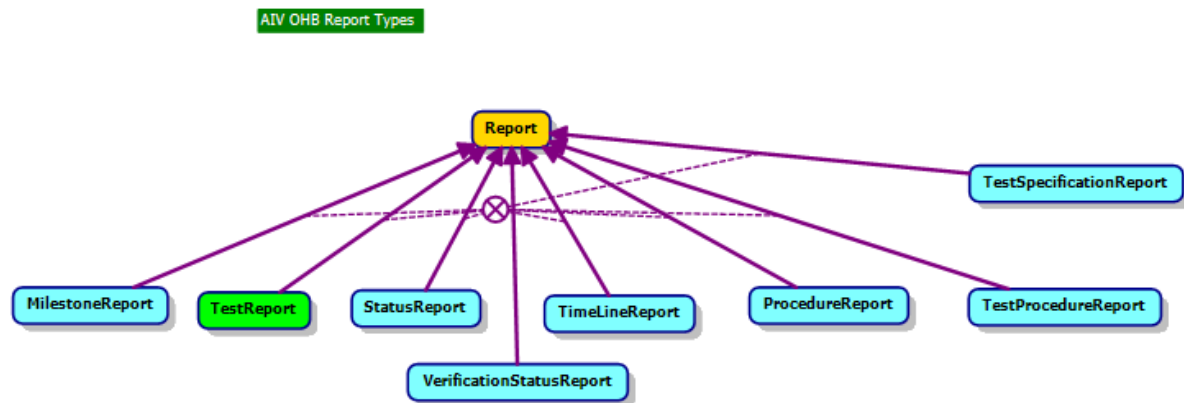 AIV OHB Report Types
Report
TestSpecificationReport
MilestoneReport
TestReport
StatusReport
TimeLineReport
ProcedureReport
TestProcedureReport
VerificationStatusReport